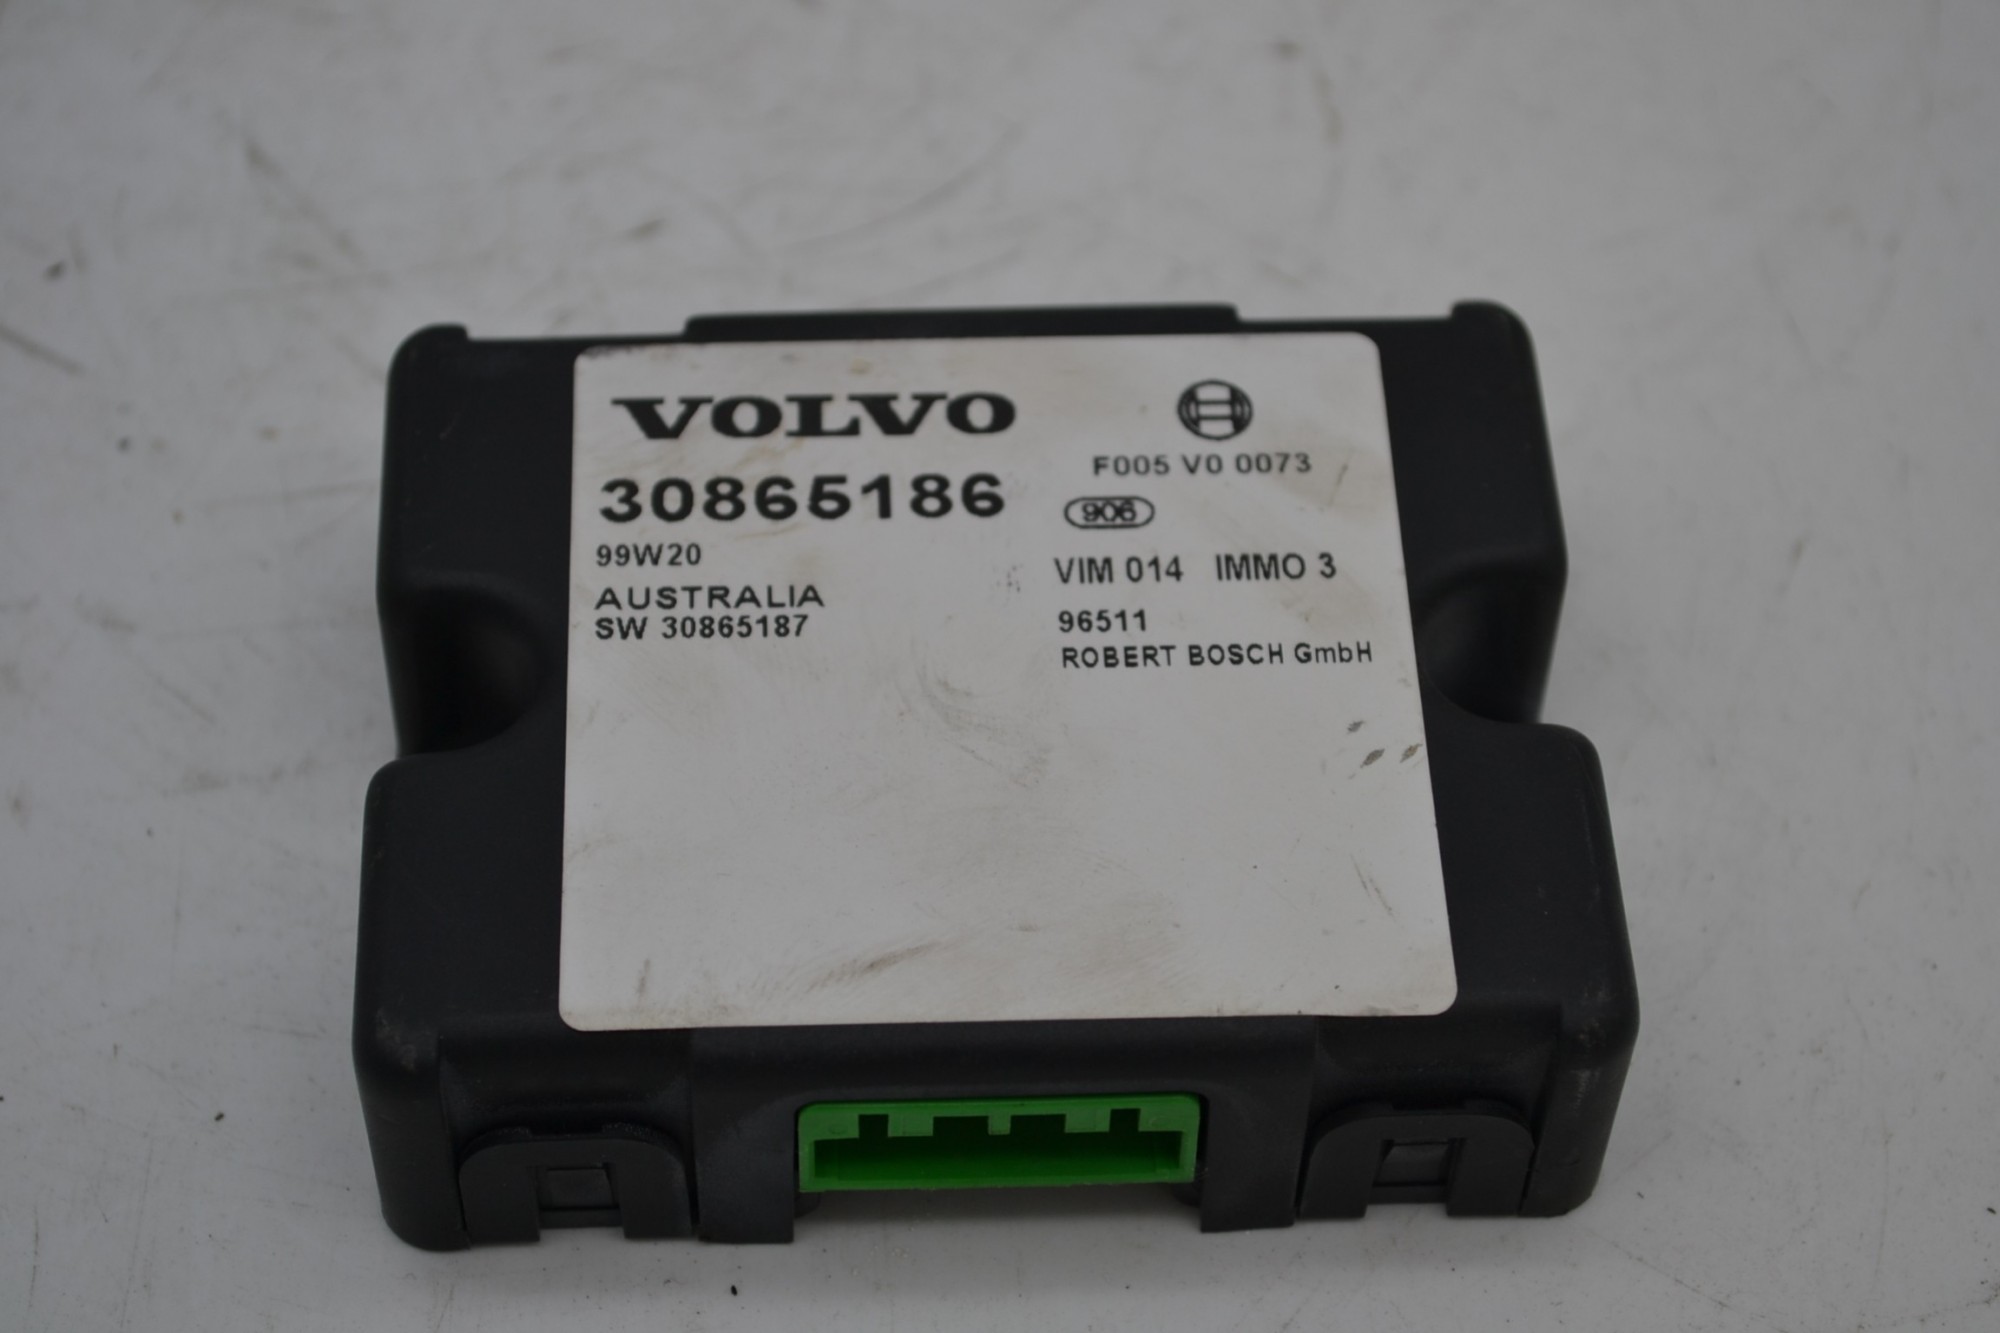 VOLVO
30865186
99W20
AUSTRALIA
SW 30865187
F005 V0 0073
906
VIM 014 IMMO 3
96511
ROBERT BOSCH GmbH